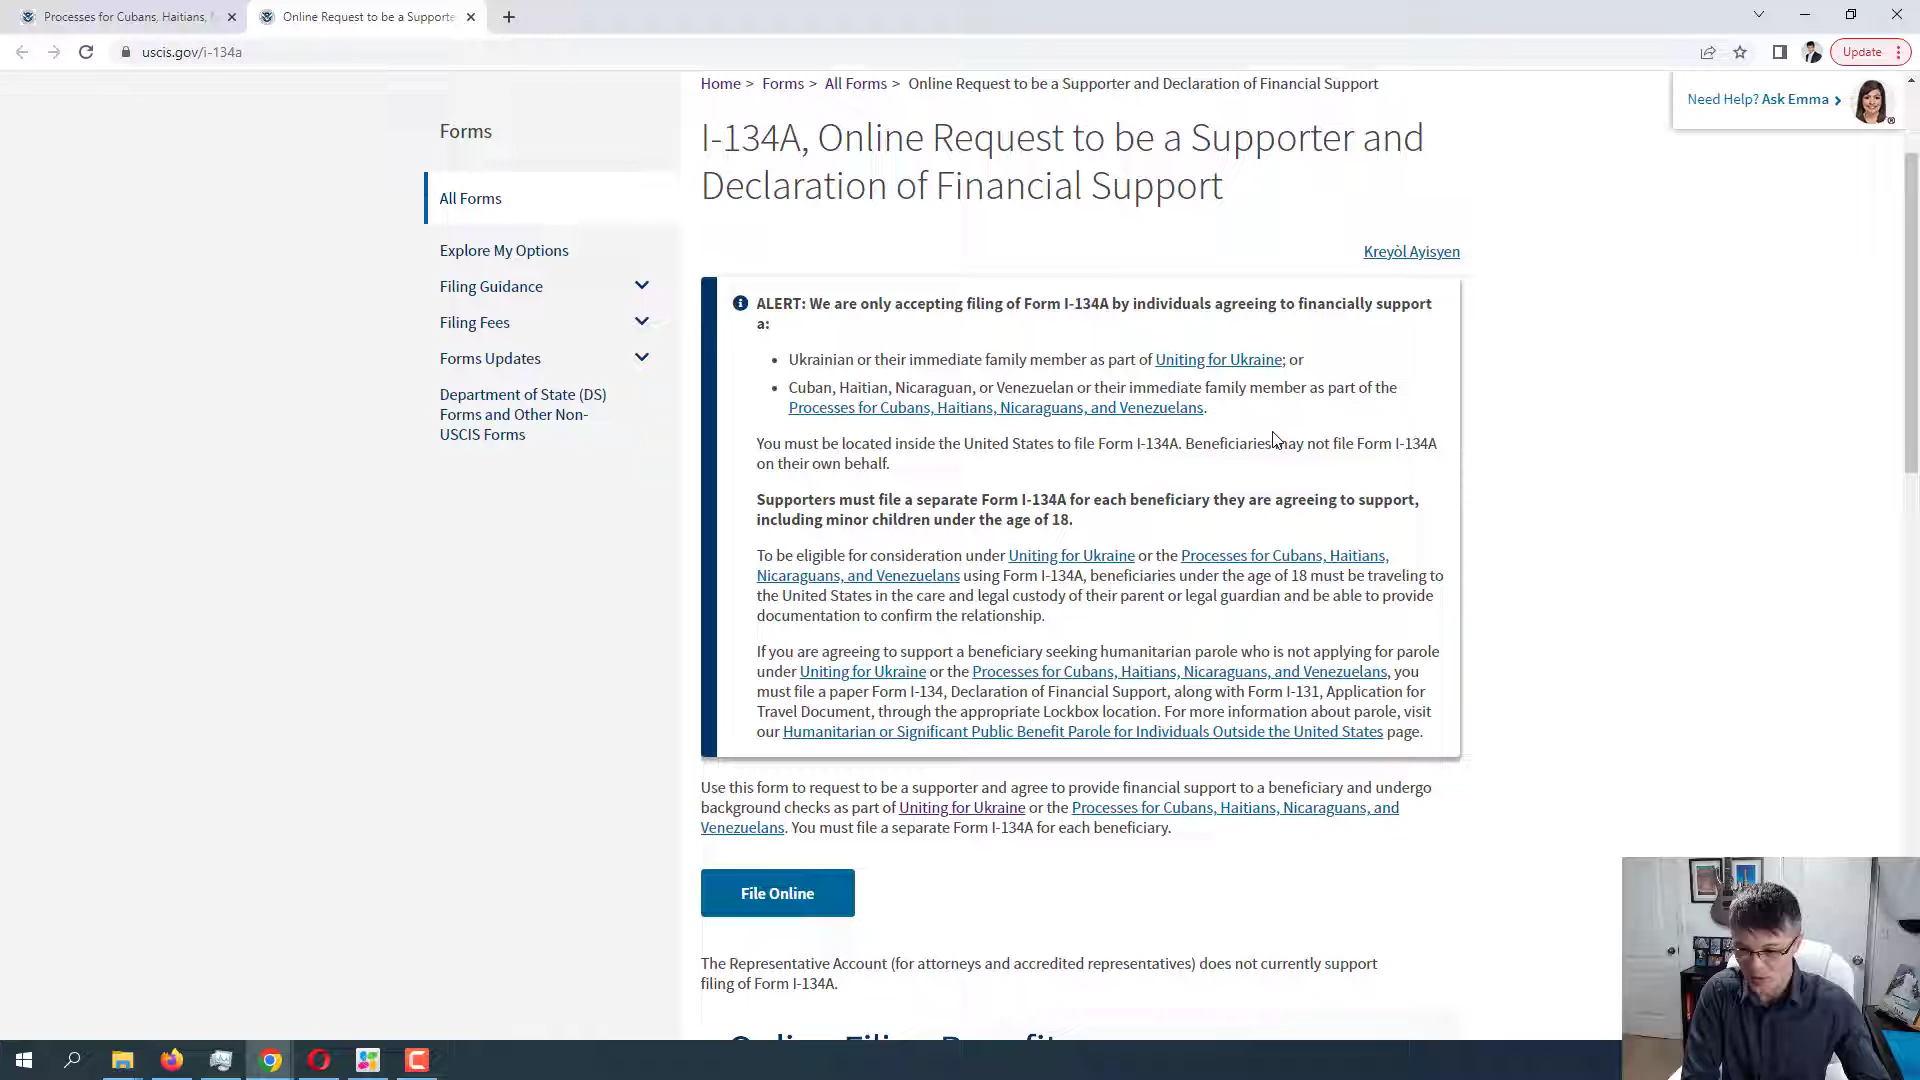 Processes for Cubans, Haitians,
Online Request to be a Supporte
uscis.gov/i-134a
Update
Home > Forms > All Forms > Online Request to be a Supporter and Declaration of Financial Support
Need Help? Ask Emma
Forms
All Forms
Explore My Options
Filing Guidance
Filing Fees
Forms Updates
Department of State (DS)
Forms and Other Non-
USCIS Forms
I-134A, Online Request to be a Supporter and
Declaration of Financial Support
Kreyòl Ayisyen
ALERT: We are only accepting filing of Form I-134A by individuals agreeing to financially support
a:
• Ukrainian or their immediate family member as part of Uniting for Ukraine; or
• Cuban, Haitian, Nicaraguan, or Venezuelan or their immediate family member as part of the
Processes for Cubans, Haitians, Nicaraguans, and Venezuelans.
You must be located inside the United States to file Form I-134A. Beneficiaries may not file Form I-134A
on their own behalf.
Supporters must file a separate Form I-134A for each beneficiary they are agreeing to support,
including minor children under the age of 18.
To be eligible for consideration under Uniting for Ukraine or the Processes for Cubans, Haitians,
Nicaraguans, and Venezuelans using Form I-134A, beneficiaries under the age of 18 must be traveling to
the United States in the care and legal custody of their parent or legal guardian and be able to provide
documentation to confirm the relationship.
If you are agreeing to support a beneficiary seeking humanitarian parole who is not applying for parole
under Uniting for Ukraine or the Processes for Cubans, Haitians, Nicaraguans, and Venezuelans, you
must file a paper Form I-134, Declaration of Financial Support, along with Form I-131, Application for
Travel Document, through the appropriate Lockbox location. For more information about parole, visit
our Humanitarian or Significant Public Benefit Parole for Individuals Outside the United States page.
Use this form to request to be a supporter and agree to provide financial support to a beneficiary and undergo
background checks as part of Uniting for Ukraine or the Processes for Cubans, Haitians, Nicaraguans, and
Venezuelans. You must file a separate Form I-134A for each beneficiary.
File Online
The Representative Account (for attorneys and accredited representatives) does not currently support
filing of Form I-134A.
Online Filing Benefit